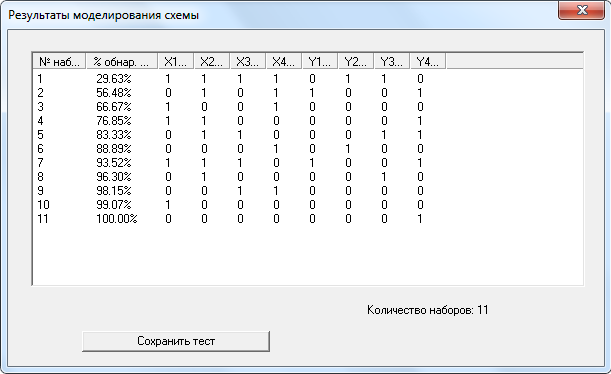 Результаты моделирования схемы
№ наб... % обнар. ... X1... X2... X3... X4... Y1... Y2... Y3... Y4...
1 29.63% 1 1 1 1 0 1 1 0
2 56.48% 0 1 0 1 1 0 0 1
3 66.67% 1 0 0 1 0 0 0 0
4 76.85% 1 1 0 0 0 0 0 1
5 83.33% 0 1 1 0 0 0 1 1
6 88.89% 0 0 0 1 0 1 0 0
7 93.52% 1 1 1 0 1 0 0 1
8 96.30% 0 1 0 0 0 0 1 0
9 98.15% 0 0 1 1 0 0 0 0
10 99.07% 1 0 0 0 0 0 0 0
11 100.00% 0 0 0 0 0 0 0 1
Количество наборов: 11
Сохранить тест